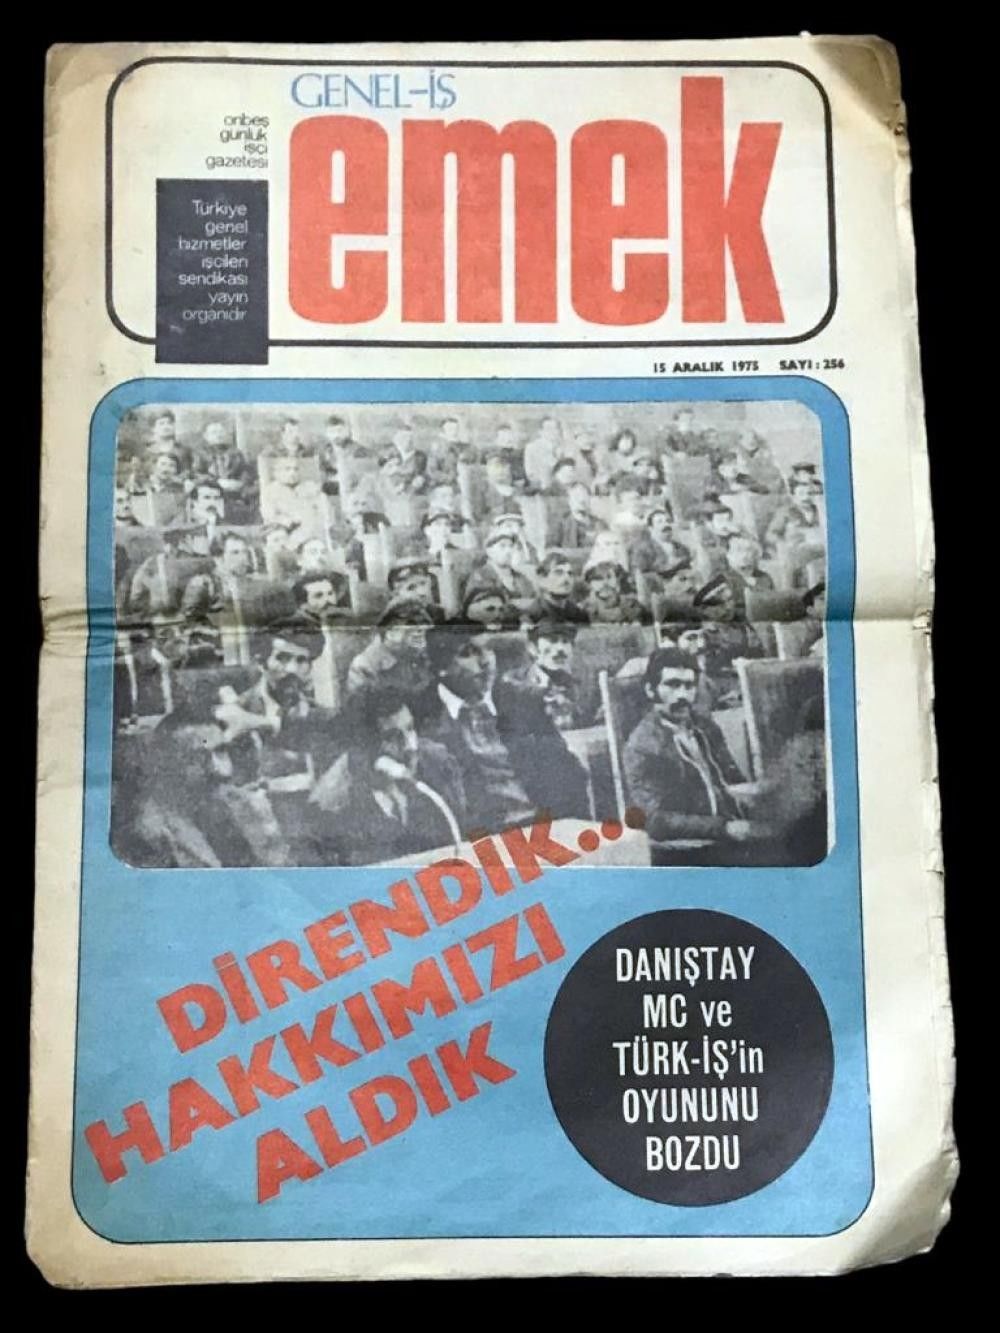 GENEL-İŞ
emek
onbeş
günlük
işçi
gazetesi
Türkiye
genel
hizmetler
işçileri
sendikası
yayın
organıdır
15 ARALIK 1975 SAYI: 256
DİRENDİK...
HAKKIMIZI
ALDIK
DANIŞTAY
MC ve
TÜRK-İŞ'in
OYUNUNU
BOZDU